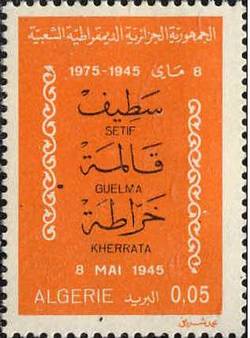 الجمهورية الجزائرية الديمقراطية الشعبية
8 ماي 1945-1975
سطيف
SETIF
قالمة
GUELMA
خراطة
KHERRATA
8 MAI 1945
ALGERIE البريد 0,05